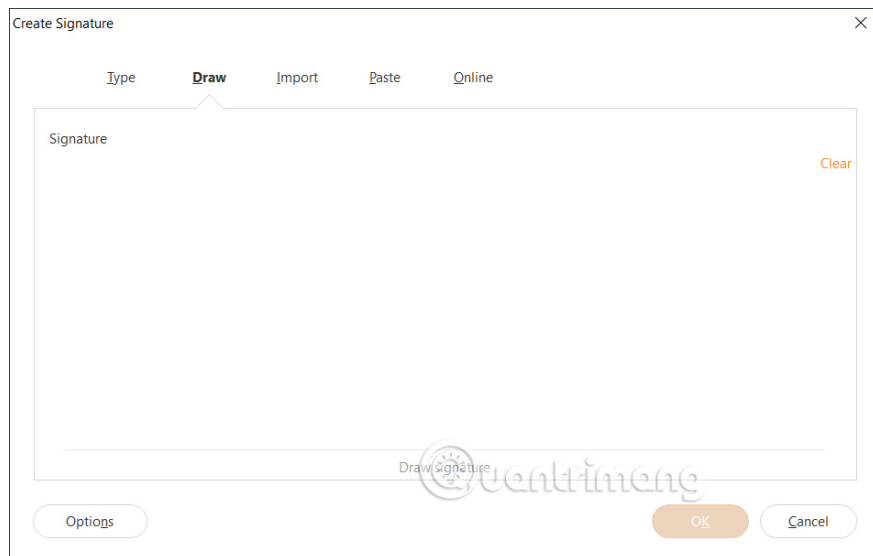 Create Signature
Type Draw Import Paste Online
Signature
Clear
Draw signature
Quantrimang
Options OK Cancel